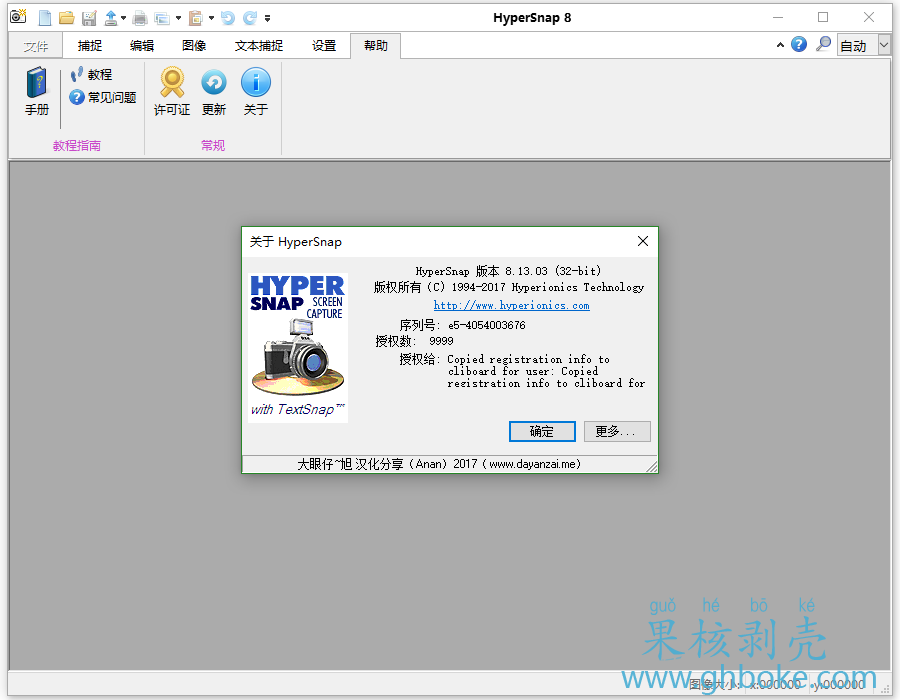 HyperSnap 8
文件 捕捉 编辑 图像 文本捕捉 设置 帮助 自动
手册 教程 常见问题 许可证 更新 关于
教程指南 常规
关于 HyperSnap
HYPER
SNAP SCREEN
CAPTURE
with TextSnap™
HyperSnap 版本 8.13.03 (32-bit)
版权所有 (C) 1994-2017 Hyperionics Technology
http://www.hyperionics.com
序列号: e5-4054003676
授权数: 9999
授权给: Copied registration info to
cliboard for user: Copied
registration info to cliboard for
确定 更多...
大眼仔~旭 汉化分享（Anan）2017（www.dayanzai.me）
guǒ hé bō ké
果核剥壳
www.ghboke.com
图像大小: x:000000 y:000000